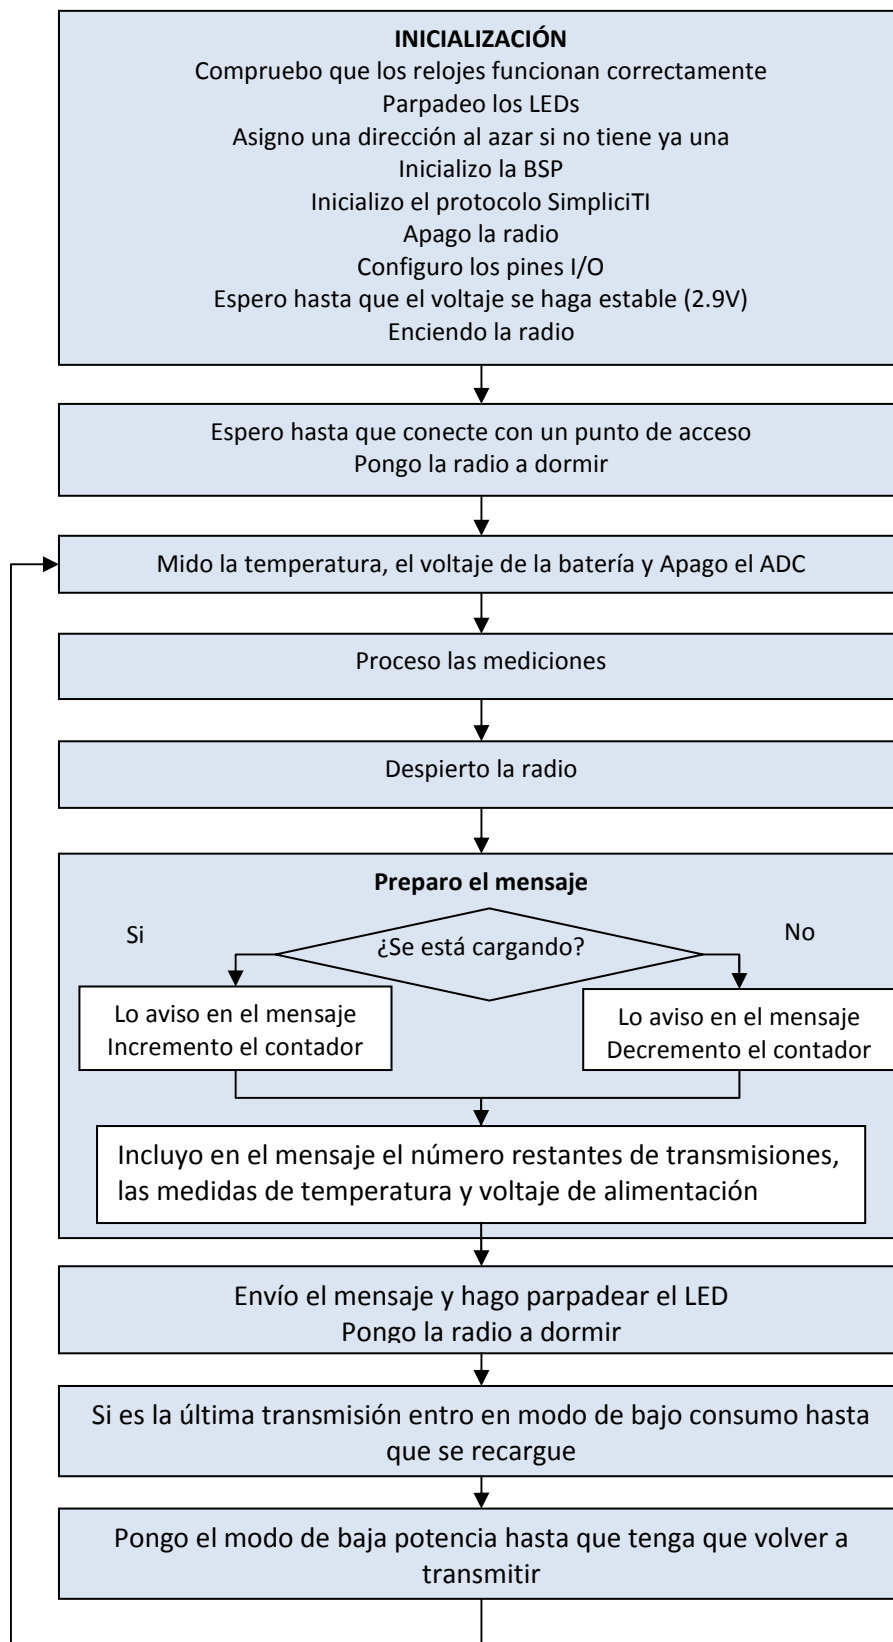 INICIALIZACIÓN
Compruebo que los relojes funcionan correctamente
Parpadeo los LEDs
Asigno una dirección al azar si no tiene ya una
Inicializo la BSP
Inicializo el protocolo SimpliciTI
Apago la radio
Configuro los pines I/O
Espero hasta que el voltaje se haga estable (2.9V)
Enciendo la radio
Espero hasta que conecte con un punto de acceso
Pongo la radio a dormir
Mido la temperatura, el voltaje de la batería y Apago el ADC
Proceso las mediciones
Despierto la radio
Preparo el mensaje
Si
¿Se está cargando?
No
Lo aviso en el mensaje
Incremento el contador
Lo aviso en el mensaje
Decremento el contador
Incluyo en el mensaje el número restantes de transmisiones,
las medidas de temperatura y voltaje de alimentación
Envío el mensaje y hago parpadear el LED
Pongo la radio a dormir
Si es la última transmisión entro en modo de bajo consumo hasta
que se recargue
Pongo el modo de baja potencia hasta que tenga que volver a
transmitir